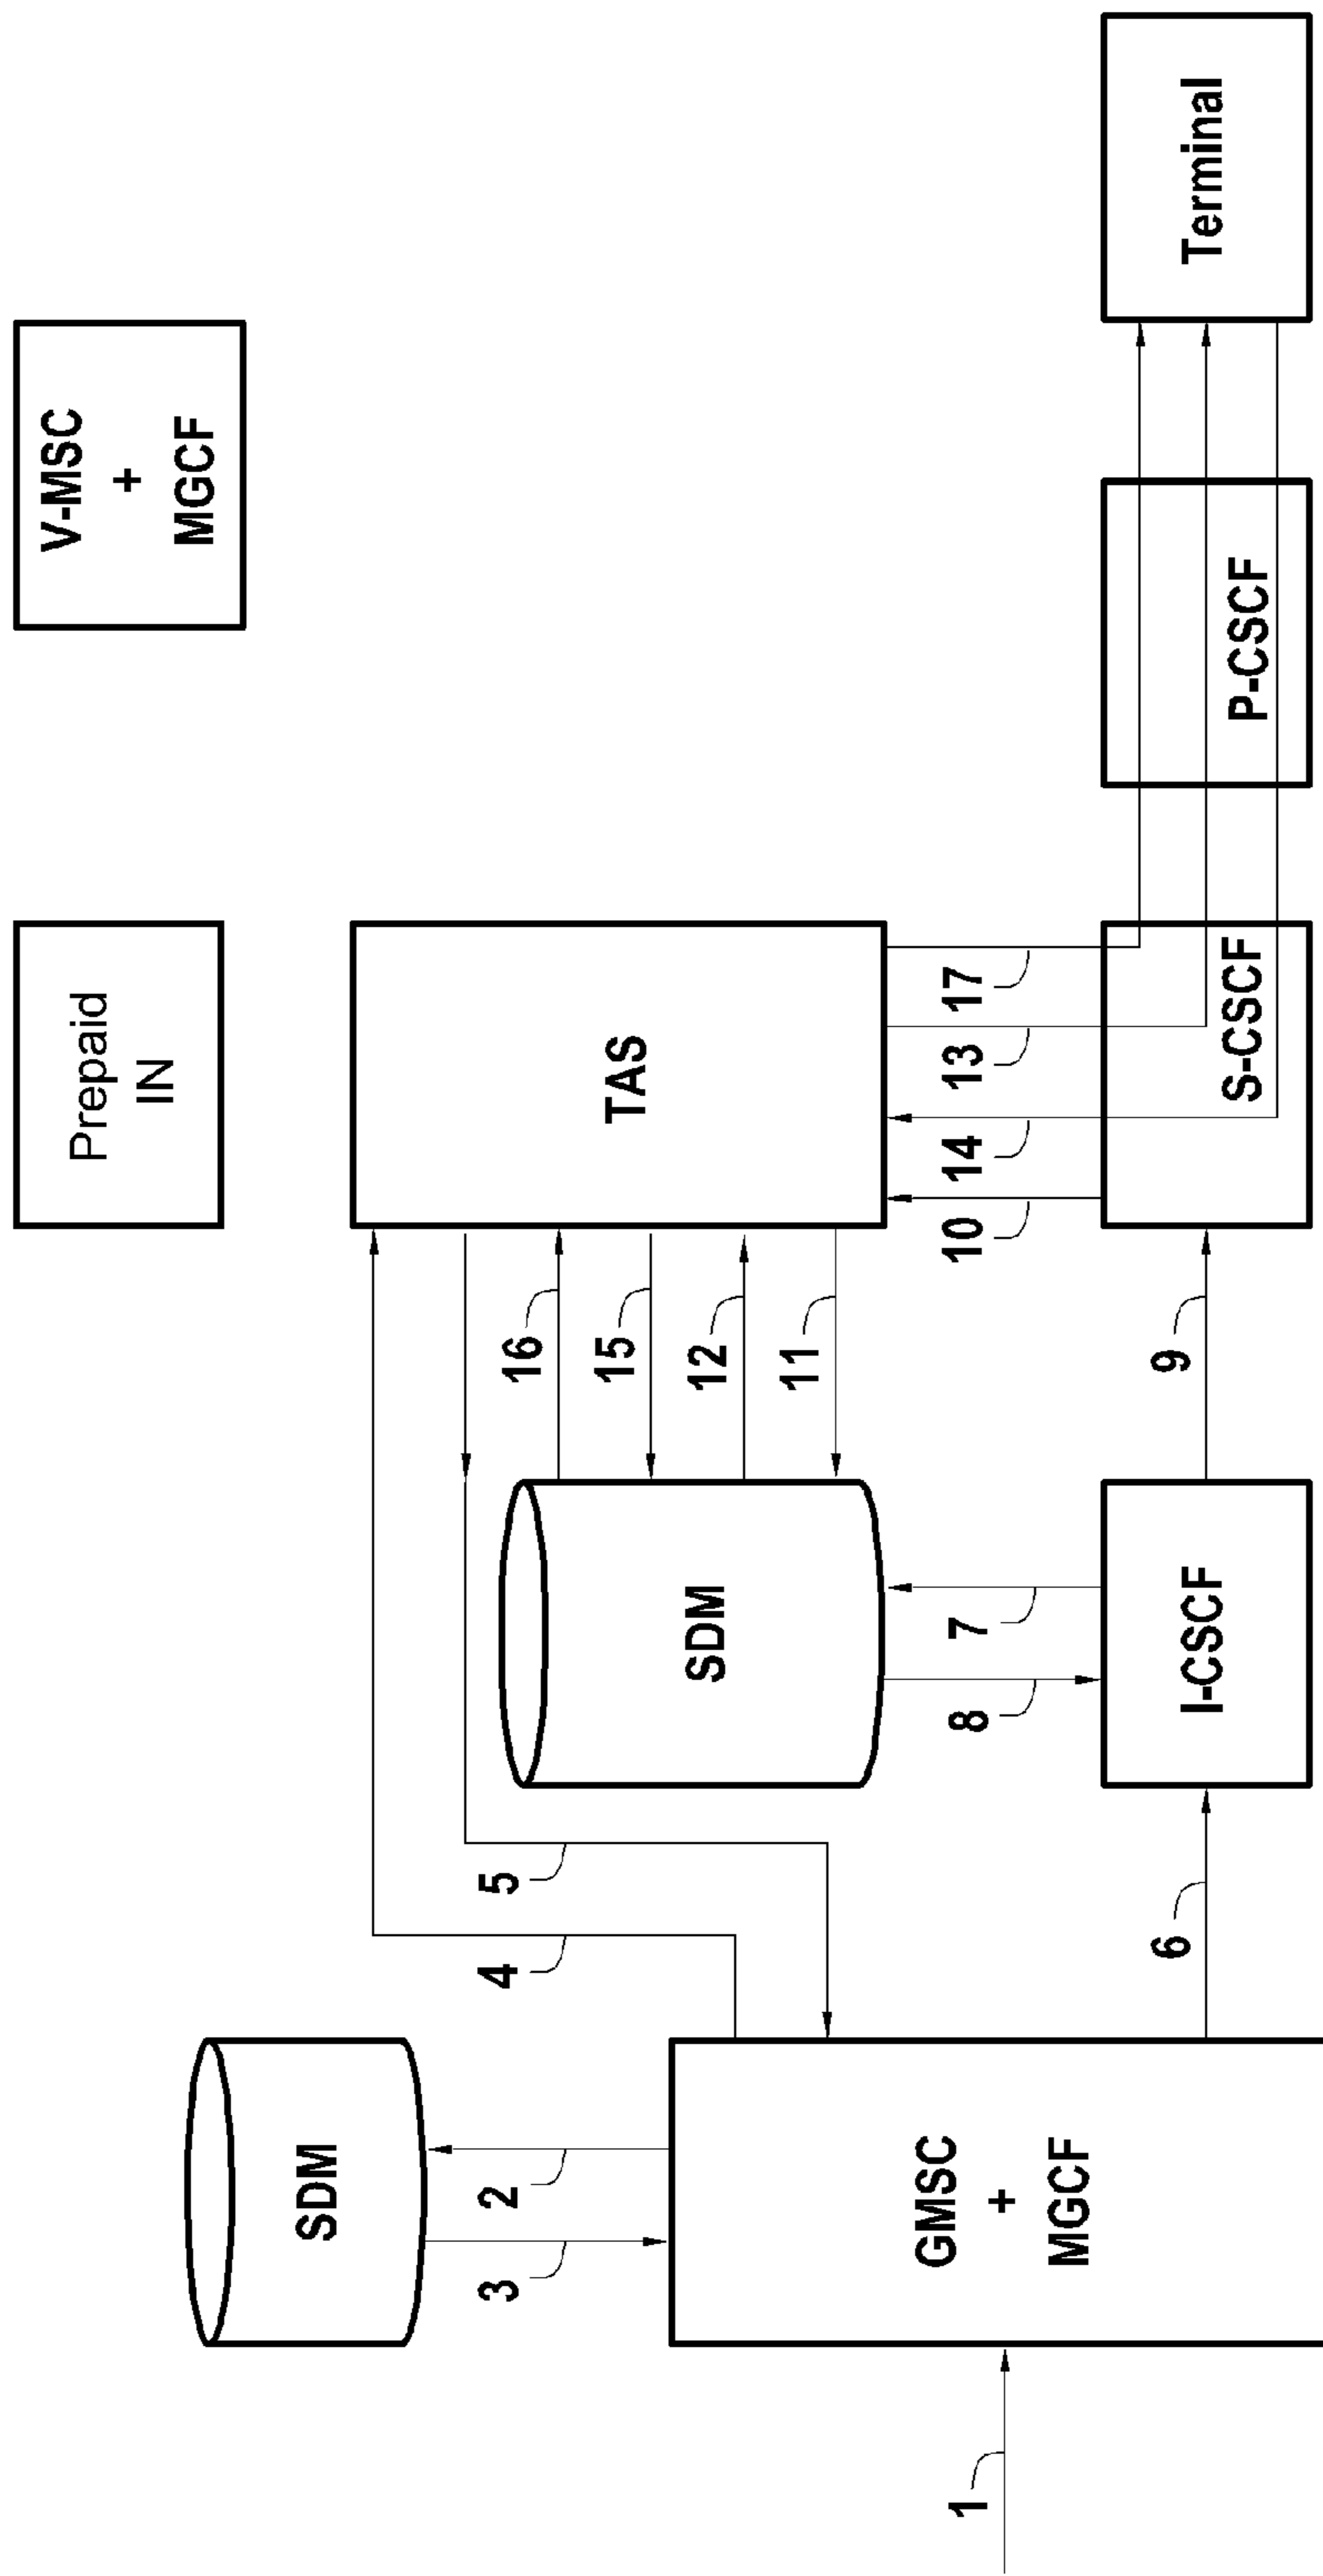 Prepaid
IN
V-MSC
+
MGCF
SDM
3
2
4
5
16
15
12
11
TAS
SDM
GMSC
+
MGCF
1
8
7
10
14
13
17
6
I-CSCF
9
S-CSCF
P-CSCF
Terminal